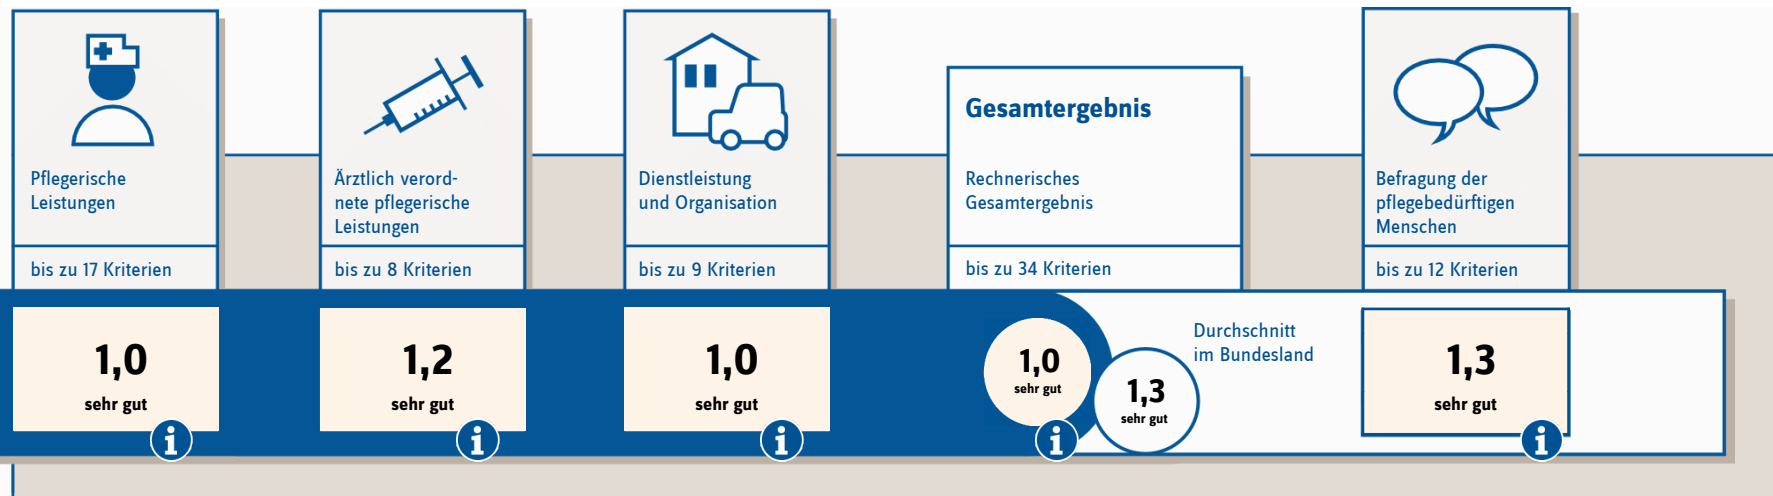 Pflegerische
Leistungen
bis zu 17 Kriterien
1,0
sehr gut
i
Ärztlich verord-
nete pflegerische
Leistungen
bis zu 8 Kriterien
1,2
sehr gut
i
Dienstleistung
und Organisation
bis zu 9 Kriterien
1,0
sehr gut
i
Gesamtergebnis
Rechnerisches
Gesamtergebnis
bis zu 34 Kriterien
1,0
sehr gut
i
1,3
sehr gut
Durchschnitt
im Bundesland
Befragung der
pflegebedürftigen
Menschen
bis zu 12 Kriterien
1,3
sehr gut
i